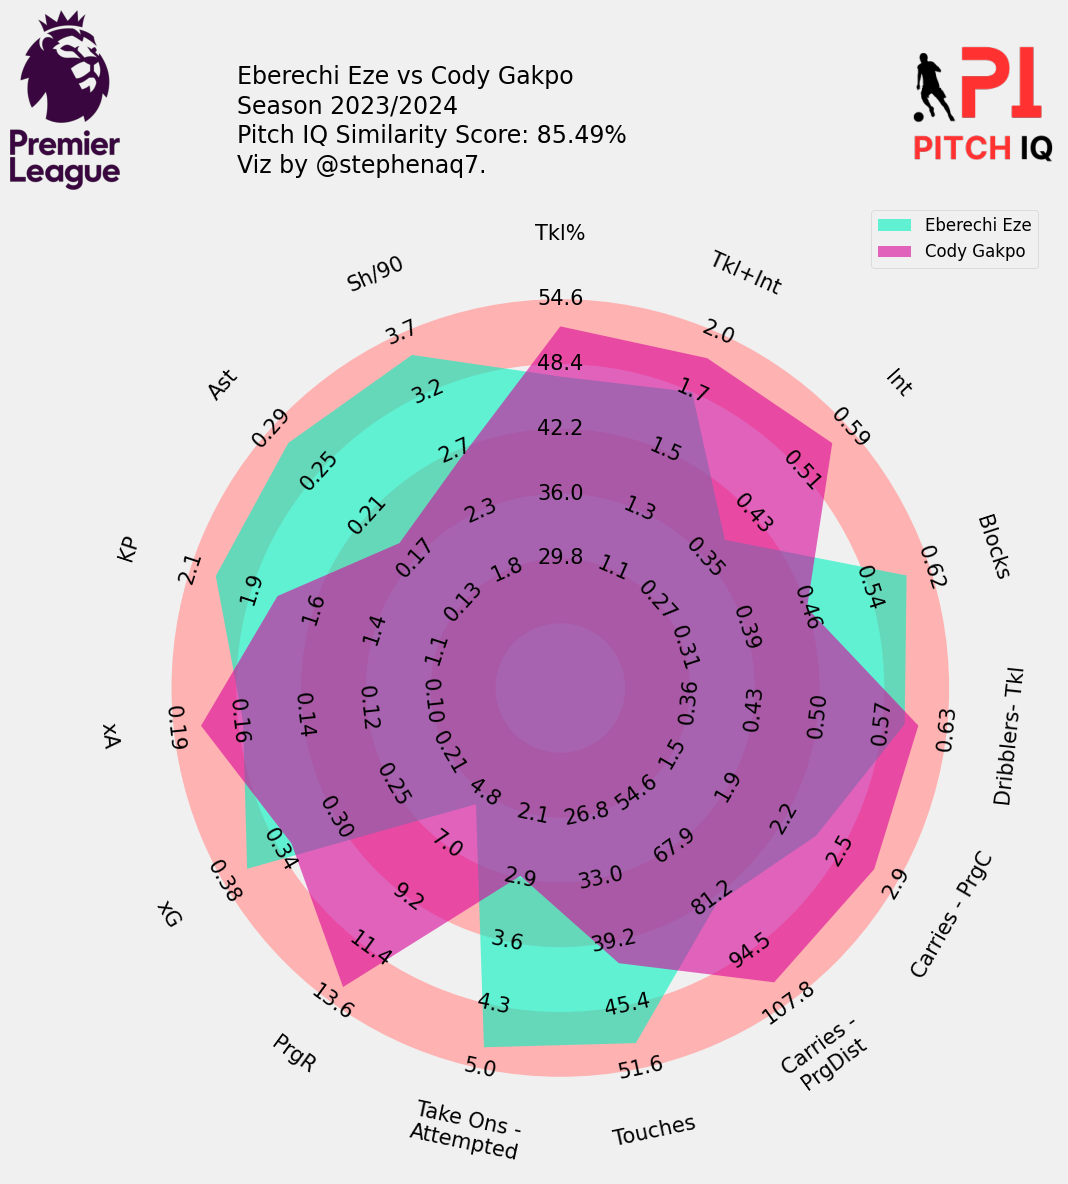 Premier
League
Eberechi Eze vs Cody Gakpo
Season 2023/2024
Pitch IQ Similarity Score: 85.49%
Viz by @stephenaq7.
PI
PITCH IQ
Eberechi Eze
Cody Gakpo
Tkl%
54.6
48.4
42.2
36.0
29.8
Tkl+Int
2.0
1.7
1.5
1.3
1.1
Int
0.59
0.51
0.43
0.35
0.27
Blocks
0.62
0.54
0.46
0.39
0.31
Dribblers- Tkl
0.63
0.57
0.50
0.43
0.36
Carries - PrgC
2.9
2.5
2.2
1.9
1.5
Carries -
PrgDist
107.8
94.5
81.2
67.9
54.6
Touches
51.6
45.4
39.2
33.0
26.8
Take Ons -
Attempted
5.0
4.3
3.6
2.9
2.1
PrgR
13.6
11.4
9.2
7.0
4.8
xG
0.38
0.34
0.30
0.25
0.21
xA
0.19
0.16
0.14
0.12
0.10
KP
2.1
1.9
1.6
1.4
1.1
Ast
0.29
0.25
0.21
0.17
0.13
Sh/90
3.7
3.2
2.7
2.3
1.8